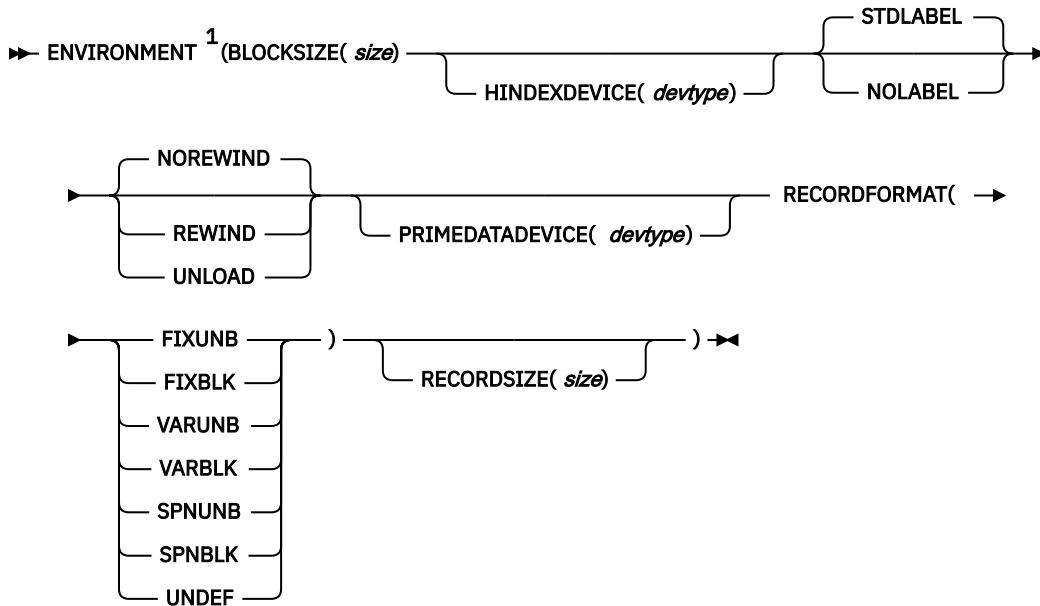 STDLABEL
ENVIRONMENT 1 (BLOCKSIZE( size)
HINDEXDEVICE( devtype)
NOLABEL
NOREWIND
RECORDFORMAT(
REWIND
PRIMEDATADEVICE( devtype)
UNLOAD
FIXUNB ) )
FIXBLK
RECORDSIZE( size)
VARUNB
VARBLK
SPNUNB
SPNBLK
UNDEF